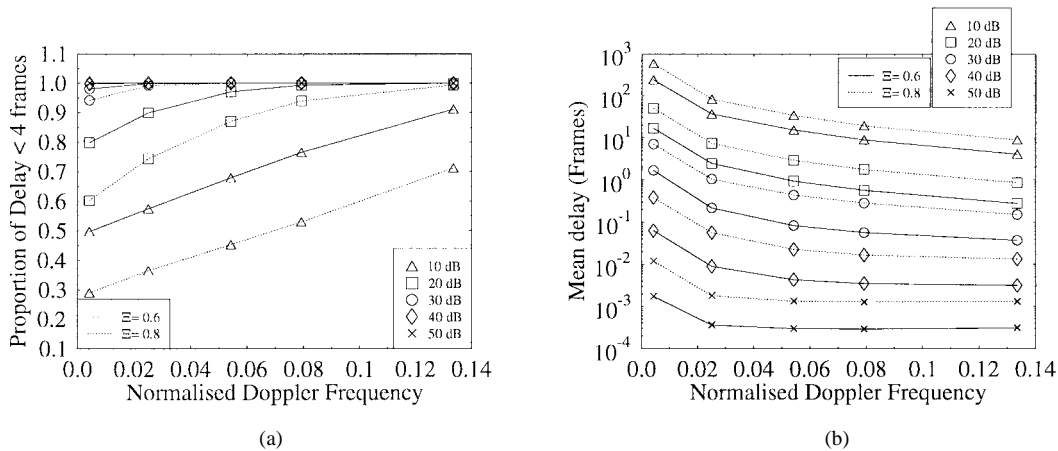 Proportion of Delay < 4 frames
1.1
1.0
0.9
0.8
0.7
0.6
0.5
0.4
0.3
0.2
0.1
Ξ= 0.6
Ξ= 0.8
10 dB
20 dB
30 dB
40 dB
50 dB
0.0 0.02 0.04 0.06 0.08 0.1 0.12 0.14
Normalised Doppler Frequency
(a)
Mean delay (Frames)
10³
10²
10¹
10⁰
10⁻¹
10⁻²
10⁻³
10⁻⁴
Ξ= 0.6
Ξ= 0.8
10 dB
20 dB
30 dB
40 dB
50 dB
0.0 0.02 0.04 0.06 0.08 0.1 0.12 0.14
Normalised Doppler Frequency
(b)